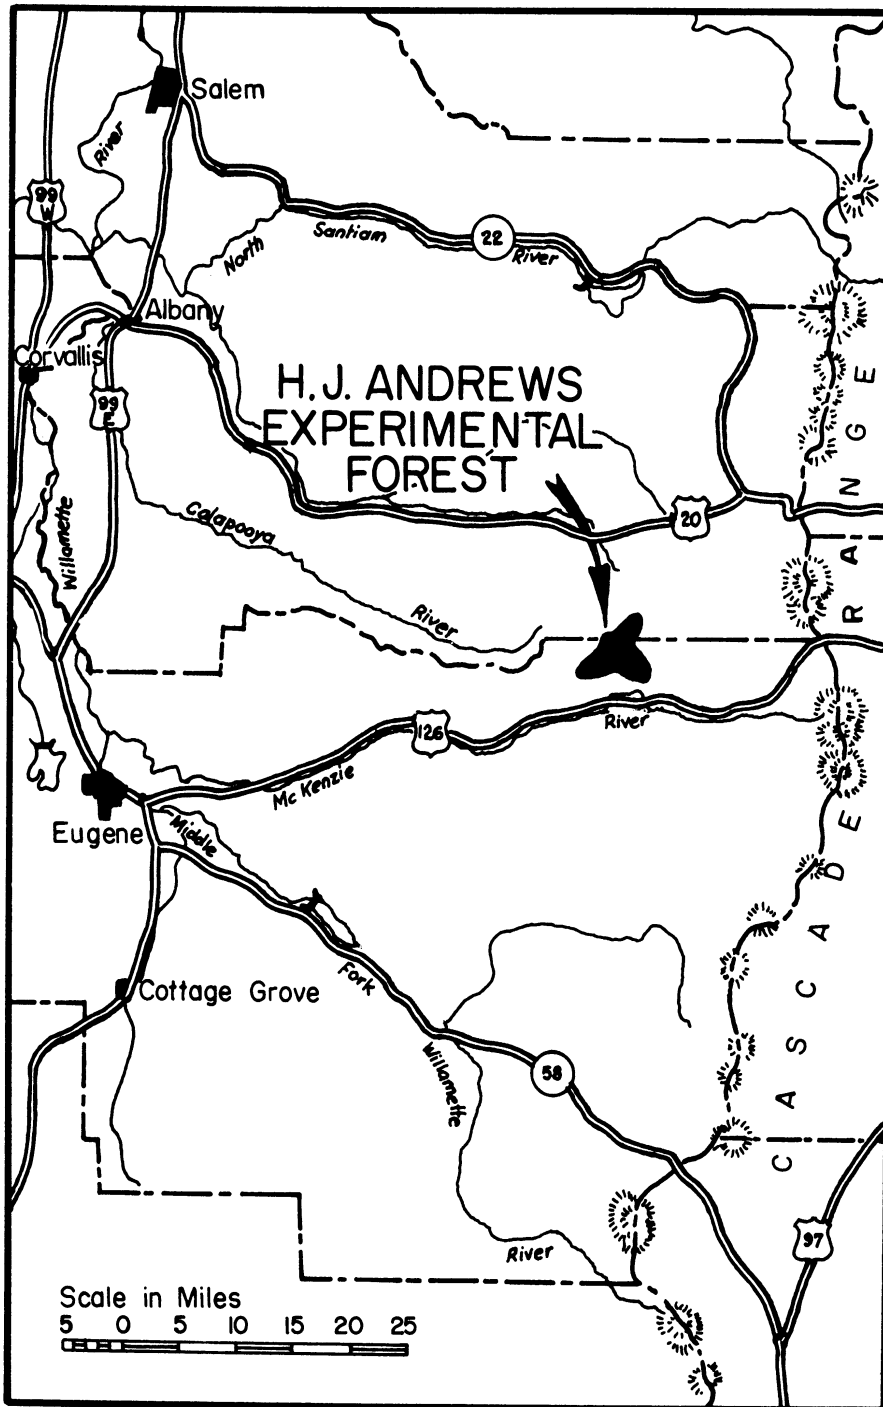 Salem
River
99
W
North
Santiam
22
River
Albany
Corvallis
99
E
H.J. ANDREWS
EXPERIMENTAL
FOREST
Willamette
Calapooya
River
20
126
River
Mc Kenzie
Eugene
Middle
Fork
Cottage Grove
Willamette
58
River
97
CASCADE RANGE
Scale in Miles
5 0 5 10 15 20 25